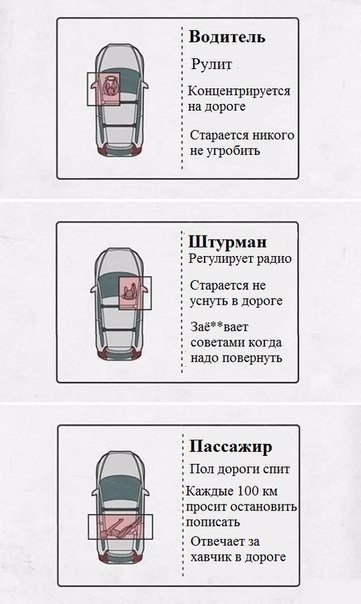 Водитель
Рулит
Концентрируется
на дороге
Старается никого
не угробить
Штурман
Регулирует радио
Старается не
уснуть в дороге
Заё**вает
советами когда
надо повернуть
Пассажир
Пол дороги спит
Каждые 100 км
просит остановить
пописать
Отвечает за
хавчик в дороге